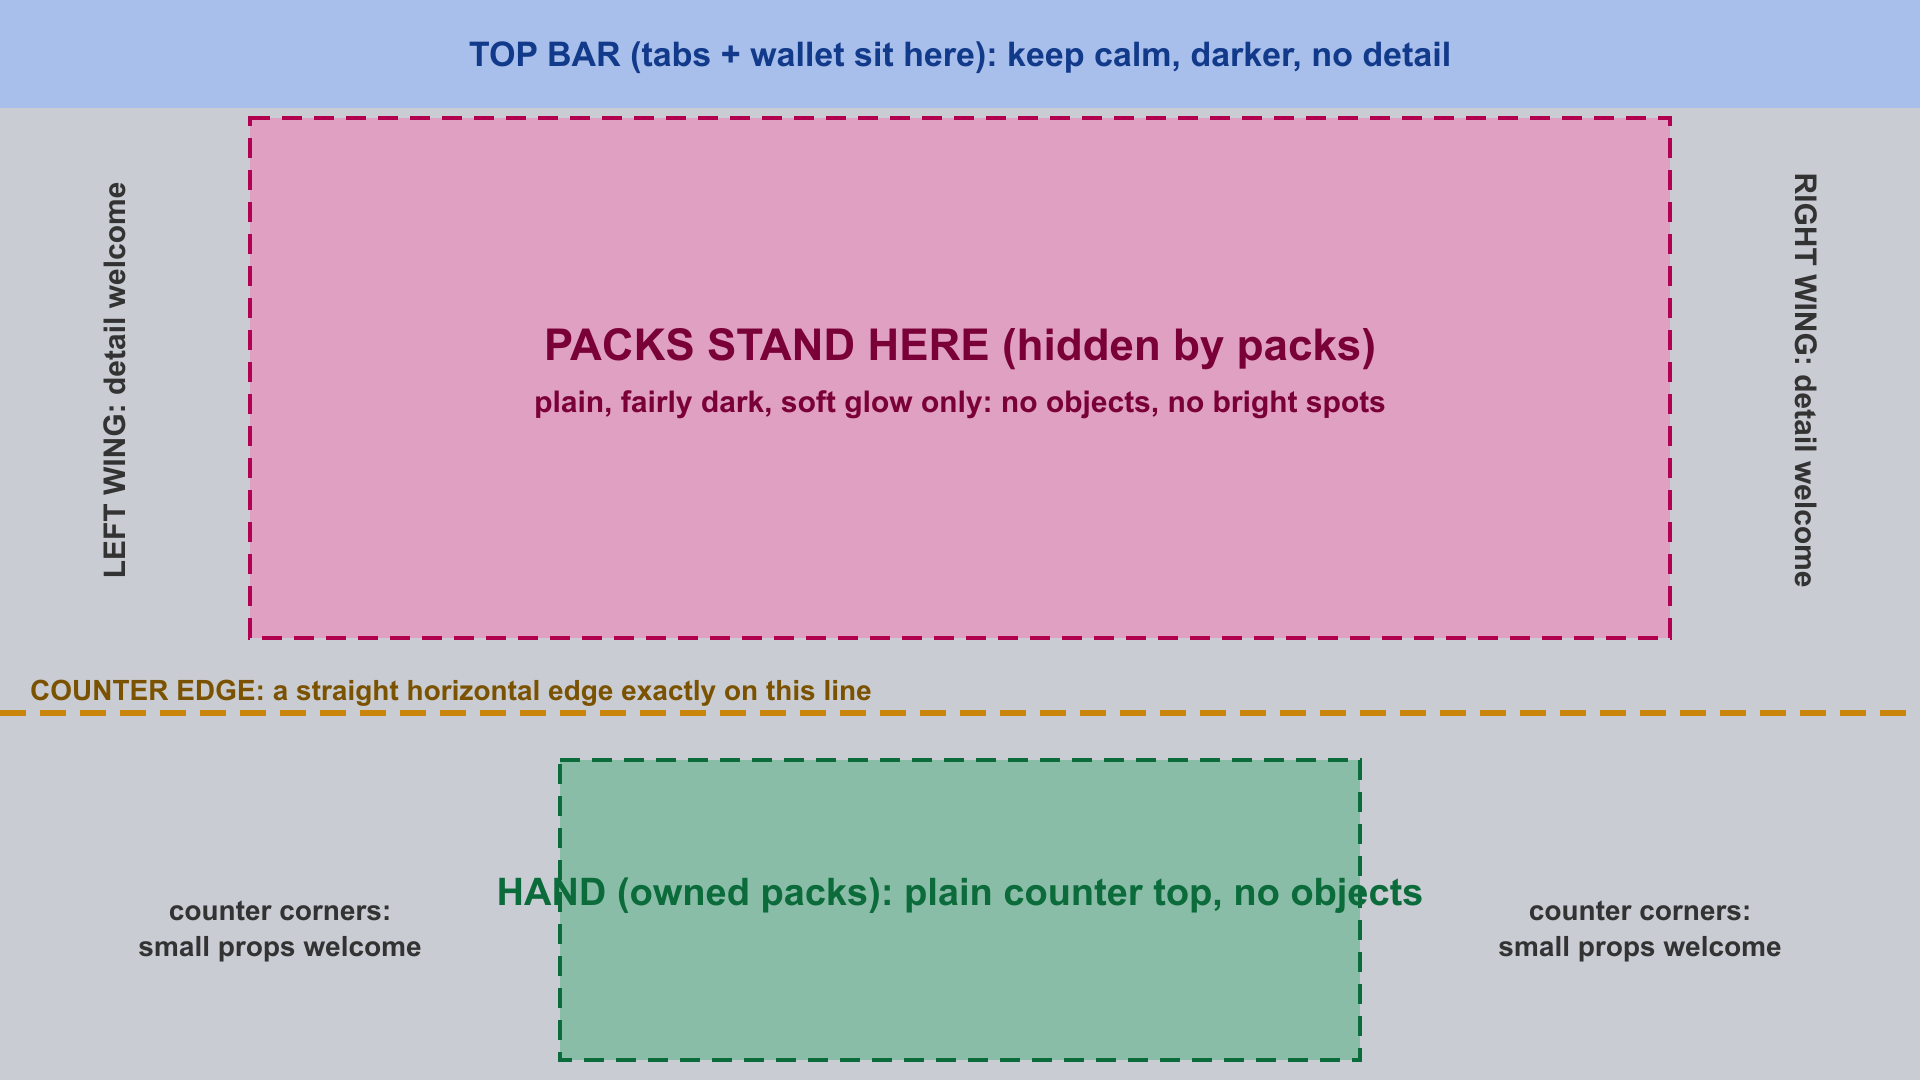 TOP BAR (tabs + wallet sit here): keep calm, darker, no detail
LEFT WING: detail welcome
PACKS STAND HERE (hidden by packs)
plain, fairly dark, soft glow only: no objects, no bright spots
RIGHT WING: detail welcome
COUNTER EDGE: a straight horizontal edge exactly on this line
HAND (owned packs): plain counter top, no objects
counter corners:
small props welcome
counter corners:
small props welcome